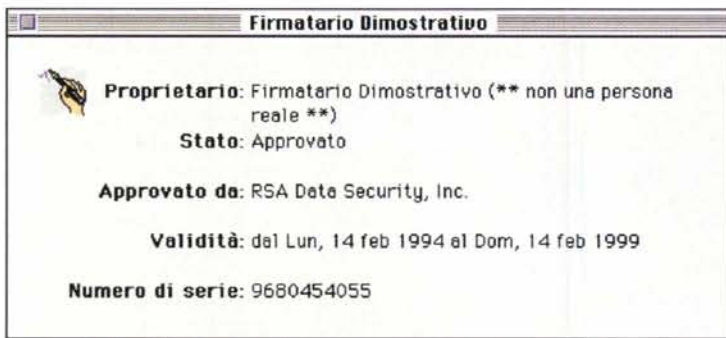 Firmatario Dimostrativo
Proprietario: Firmatario Dimostrativo (** non una persona
reale **)
Stato: Approvato
Approvato da: RSA Data Security, Inc.
Validità: dal Lun, 14 feb 1994 al Dom, 14 feb 1999
Numero di serie: 9680454055